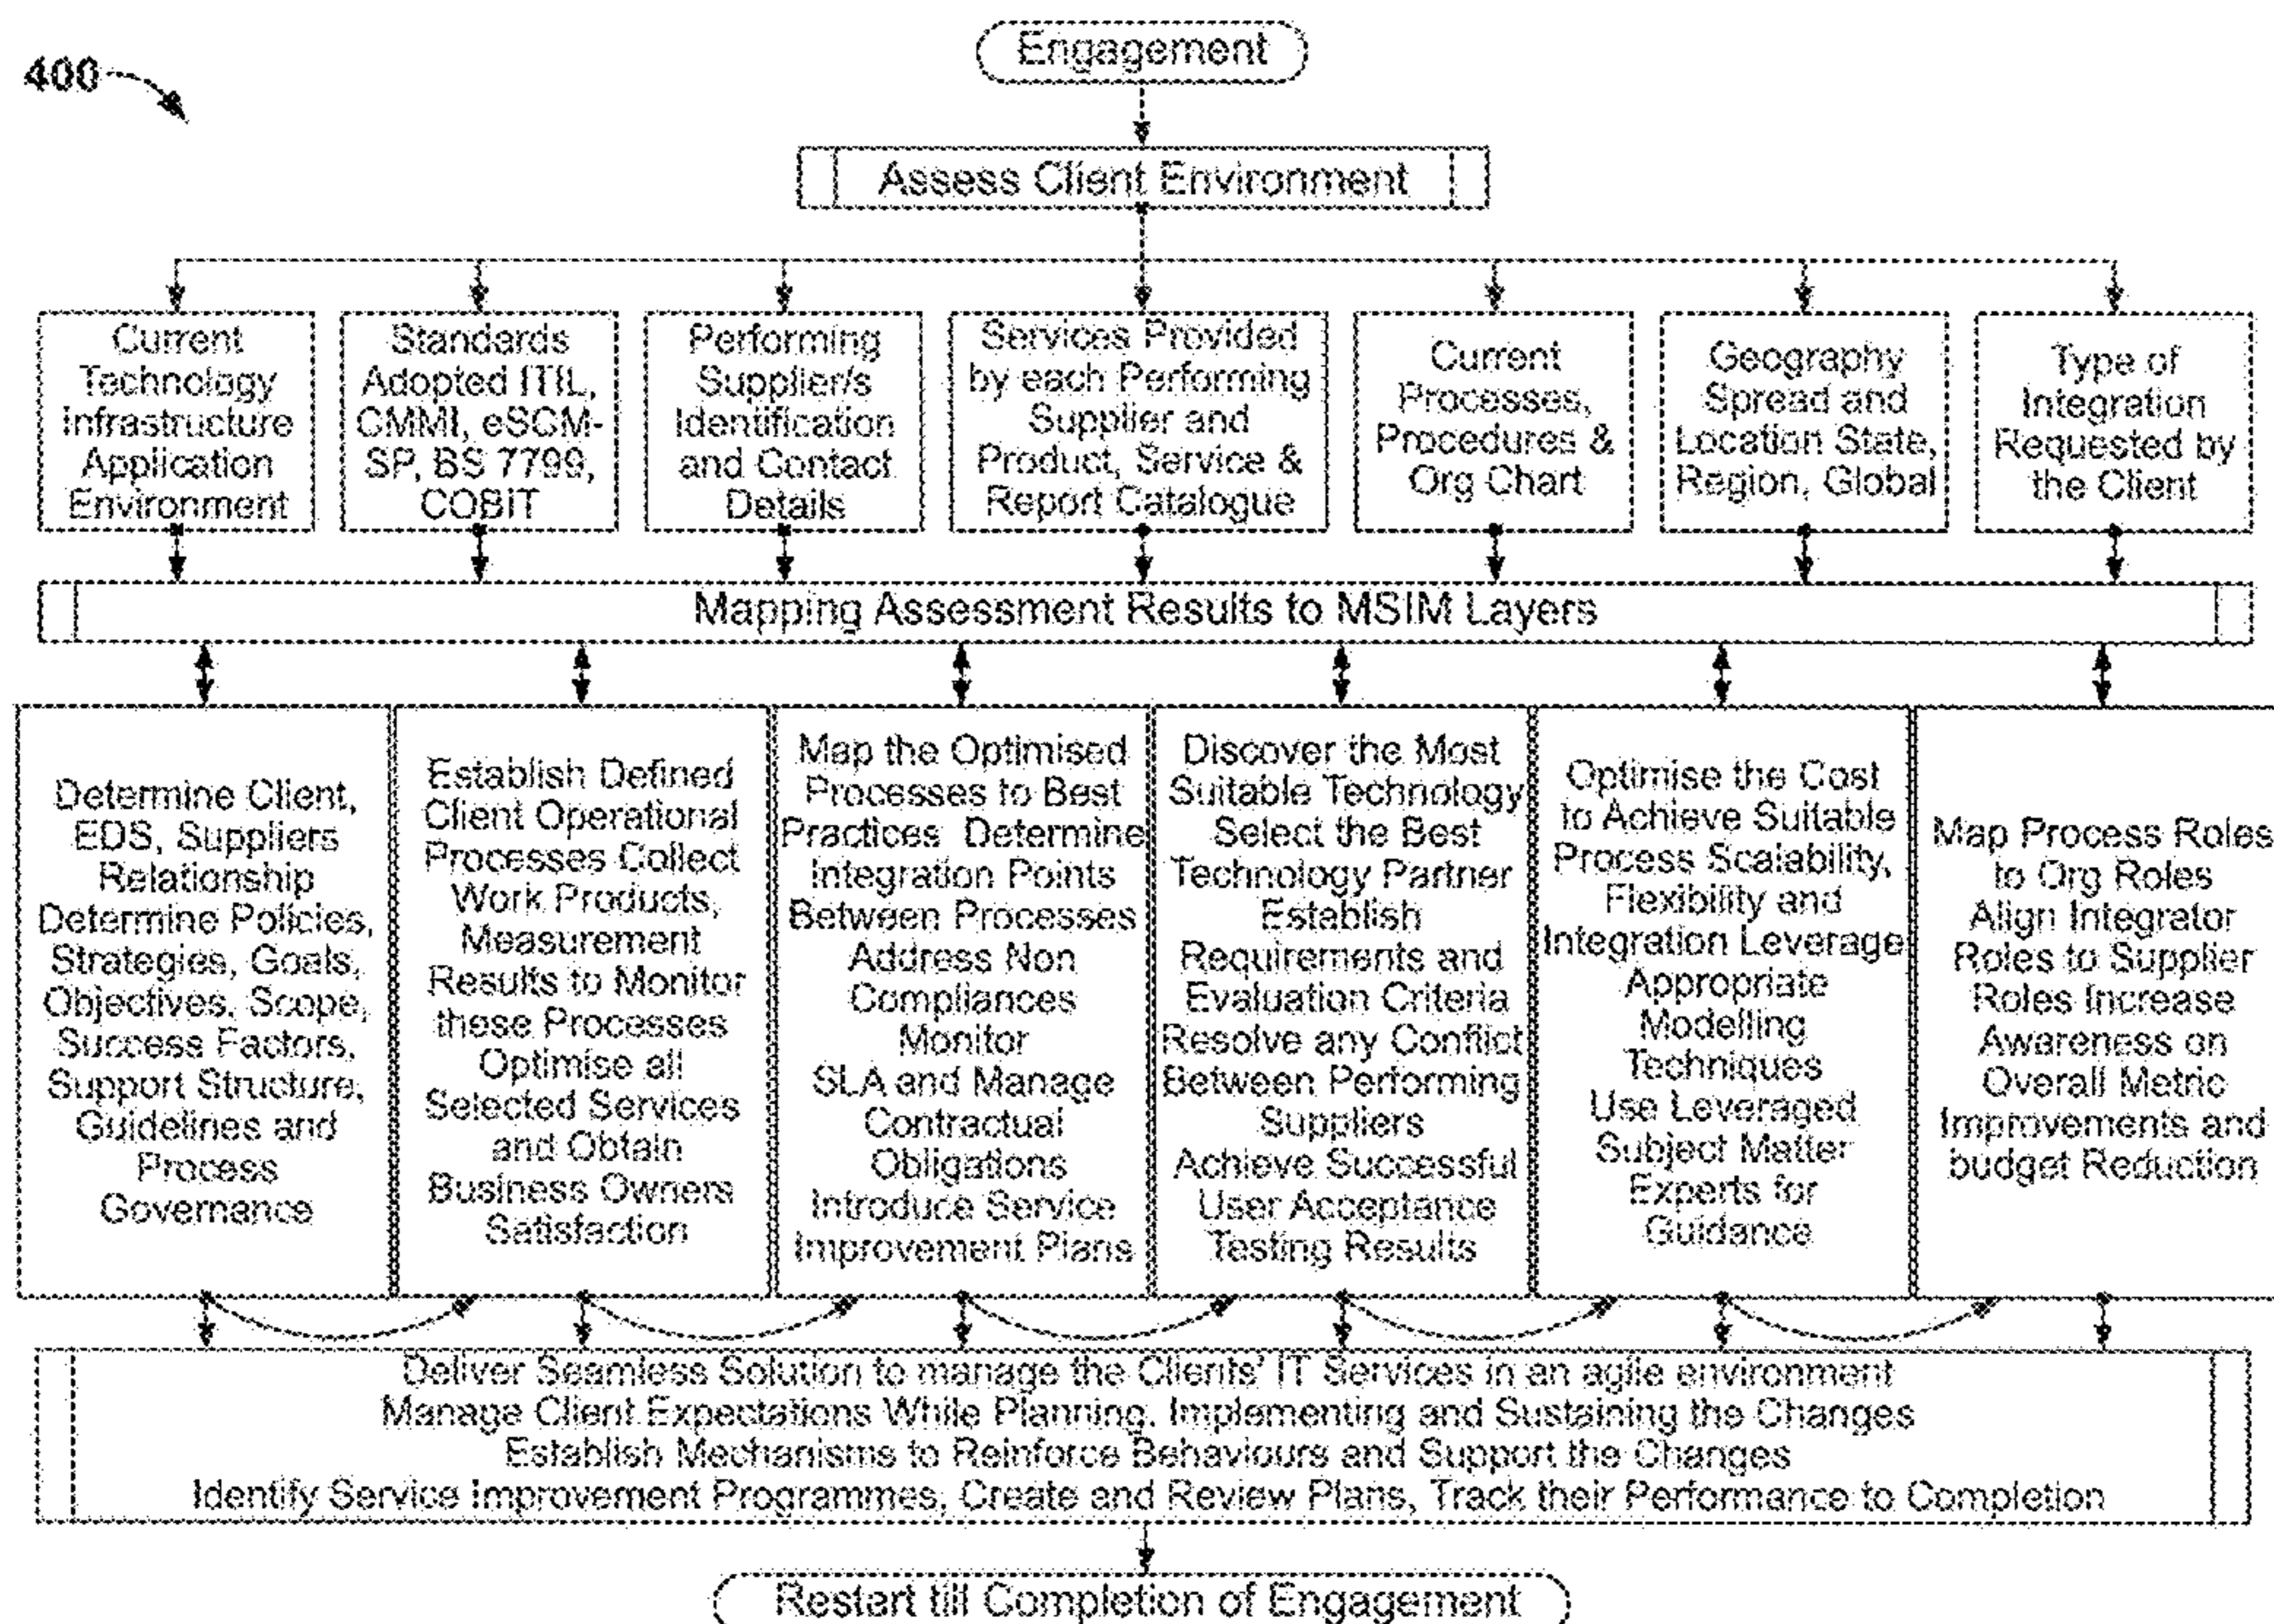 400
Engagement
Assess Client Environment
Current
Technology
Infrastructure
Application
Environment
Standards
Adopted ITIL,
CMMI, eSCM-
SP, BS 7799,
COBIT
Performing
Supplier/s
Identification
and Contact
Details
Services Provided
by each Performing
Supplier and
Product, Service &
Report Catalogue
Current
Processes,
Procedures &
Org Chart
Geography
Spread and
Location State,
Region, Global
Type of
Integration
Requested by
the Client
Mapping Assessment Results to MSIM Layers
Determine Client,
EDS, Suppliers
Relationship
Determine Policies,
Strategies, Goals,
Objectives, Scope,
Success Factors,
Support Structure,
Guidelines and
Process
Governance
Establish Defined
Client Operational
Processes Collect
Work Products,
Measurement
Results to Monitor
these Processes
Optimise all
Selected Services
and Obtain
Business Owners
Satisfaction
Map the Optimised
Processes to Best
Practices Determine
Integration Points
Between Processes
Address Non
Compliances
Monitor
SLA and Manage
Contractual
Obligations
Introduce Service
Improvement Plans
Discover the Most
Suitable Technology
Select the Best
Technology Partner
Establish
Requirements and
Evaluation Criteria
Resolve any Conflict
Between Performing
Suppliers
Achieve Successful
User Acceptance
Testing Results
Optimise the Cost
to Achieve Suitable
Process Scalability,
Flexibility and
Integration Leverage
Appropriate
Modelling
Techniques
Use Leveraged
Subject Matter
Experts for
Guidance
Map Process Roles
to Org Roles
Align Integrator
Roles to Supplier
Roles Increase
Awareness on
Overall Metric
Improvements and
budget Reduction
Deliver Seamless Solution to manage the Clients' IT Services in an agile environment
Manage Client Expectations While Planning, Implementing and Sustaining the Changes
Establish Mechanisms to Reinforce Behaviours and Support the Changes
Identify Service Improvement Programmes, Create and Review Plans, Track their Performance to Completion
Restart till Completion of Engagement